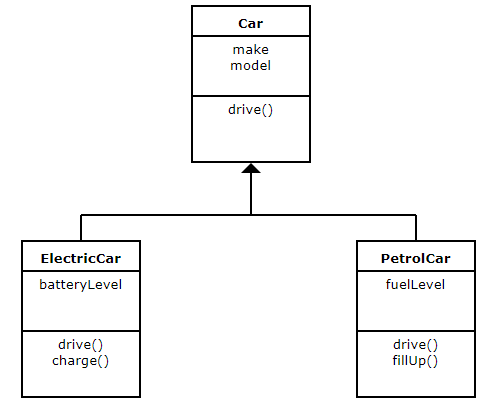 Car
make
model
drive()
ElectricCar
batteryLevel
drive()
charge()
PetrolCar
fuelLevel
drive()
fillUp()